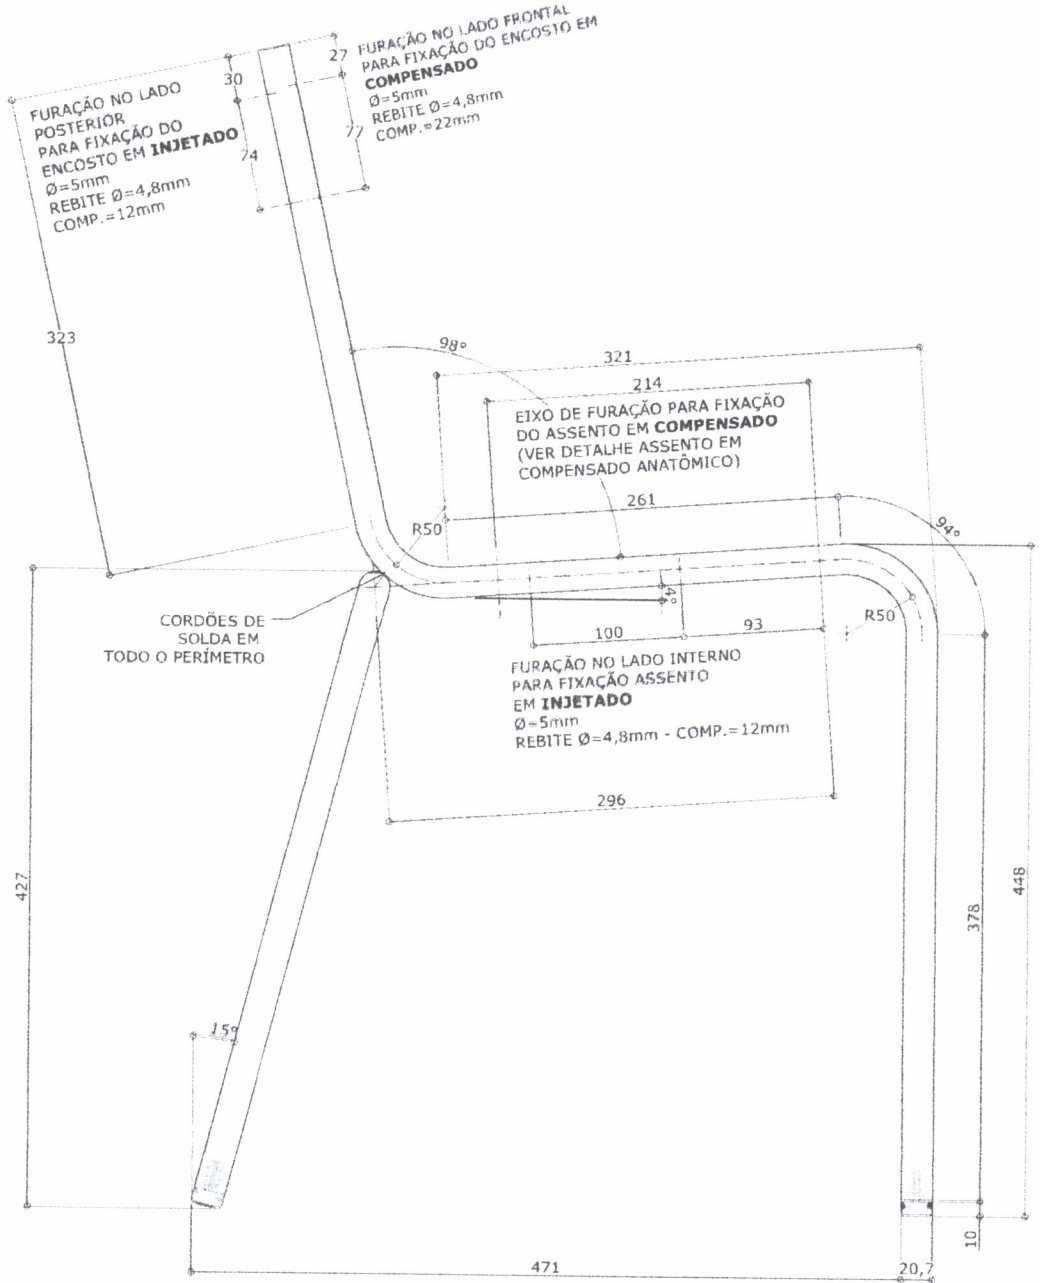 FURAÇÃO NO LADO FRONTAL
PARA FIXAÇÃO DO ENCOSTO EM
COMPENSADO
Ø=5mm
REBITE Ø=4,8mm
COMP.=22mm
27
77
30
74
FURAÇÃO NO LADO
POSTERIOR
PARA FIXAÇÃO DO
ENCOSTO EM INJETADO
Ø=5mm
REBITE Ø=4,8mm
COMP.=12mm
323
98°
321
214
EIXO DE FURAÇÃO PARA FIXAÇÃO
DO ASSENTO EM COMPENSADO
(VER DETALHE ASSENTO EM
COMPENSADO ANATÔMICO)
261
R50
94°
4°
R50
CORDÕES DE
SOLDA EM
TODO O PERÍMETRO
100
93
FURAÇÃO NO LADO INTERNO
PARA FIXAÇÃO ASSENTO
EM INJETADO
Ø=5mm
REBITE Ø=4,8mm - COMP.=12mm
296
427
448
378
15°
10
471
20,7